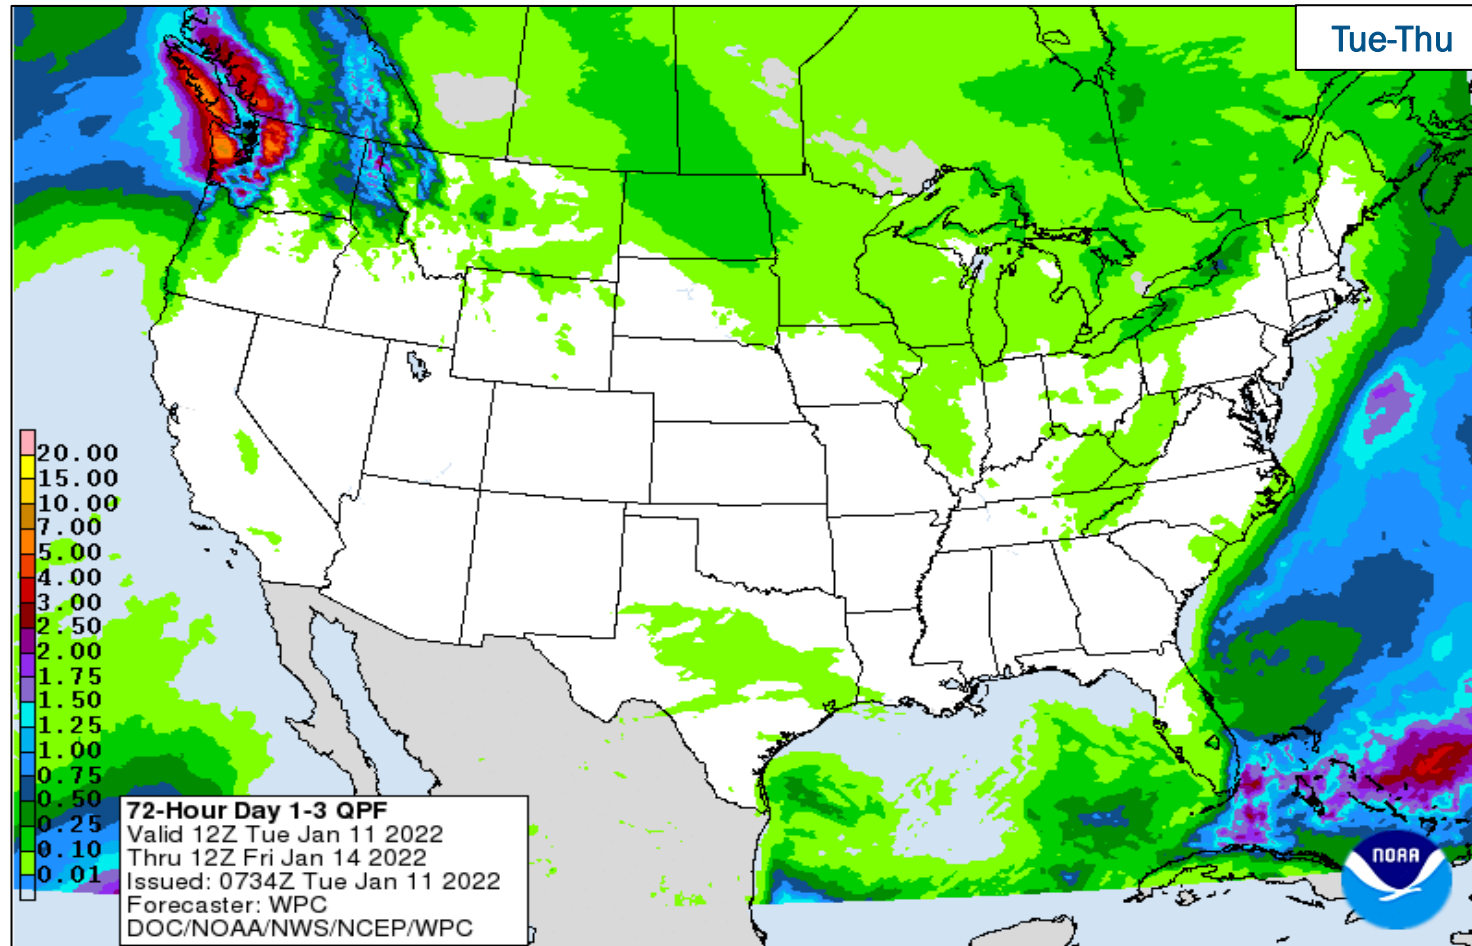 Tue-Thu
20.00
15.00
10.00
7.00
5.00
4.00
3.00
2.50
2.00
1.75
1.50
1.25
1.00
0.75
0.50
0.25
0.10
0.01
72-Hour Day 1-3 QPF
Valid 12Z Tue Jan 11 2022
Thru 12Z Fri Jan 14 2022
Issued: 0734Z Tue Jan 11 2022
Forecaster: WPC
DOC/NOAA/NWS/NCEP/WPC
NOAA